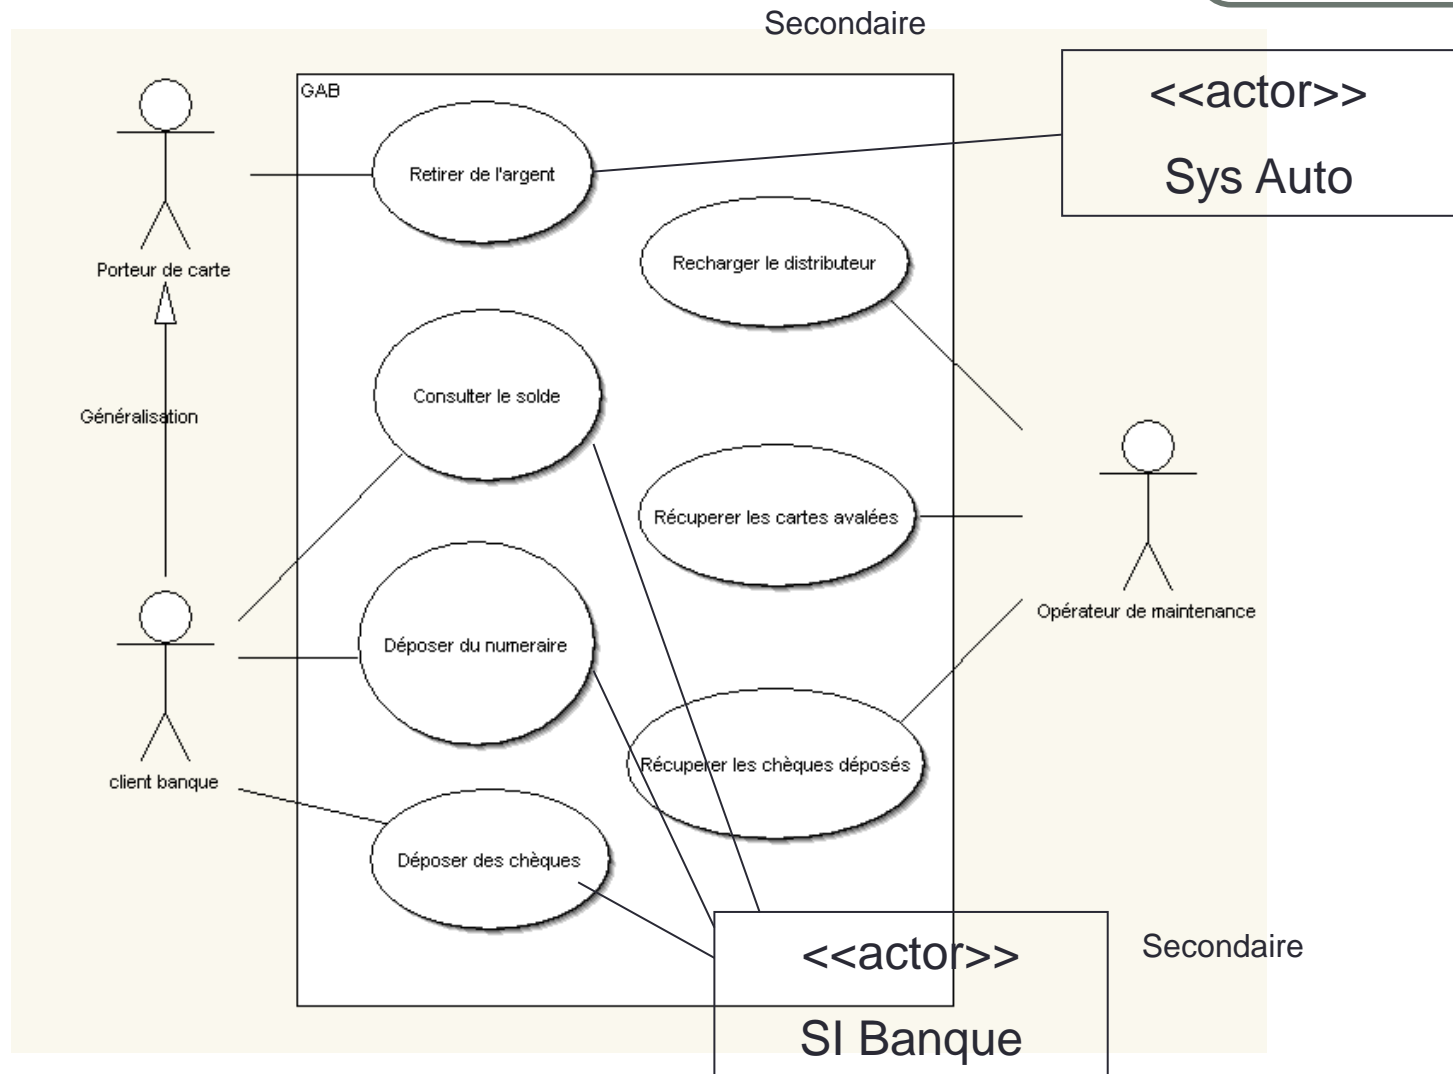 Secondaire
GAB
<<actor>>
Sys Auto
Retirer de l'argent
Recharger le distributeur
Porteur de carte
Consulter le solde
Généralisation
Récuperer les cartes avalées
Opérateur de maintenance
Déposer du numeraire
Récuperer les chèques déposés
client banque
Déposer des chèques
<<actor>>
Secondaire
SI Banque